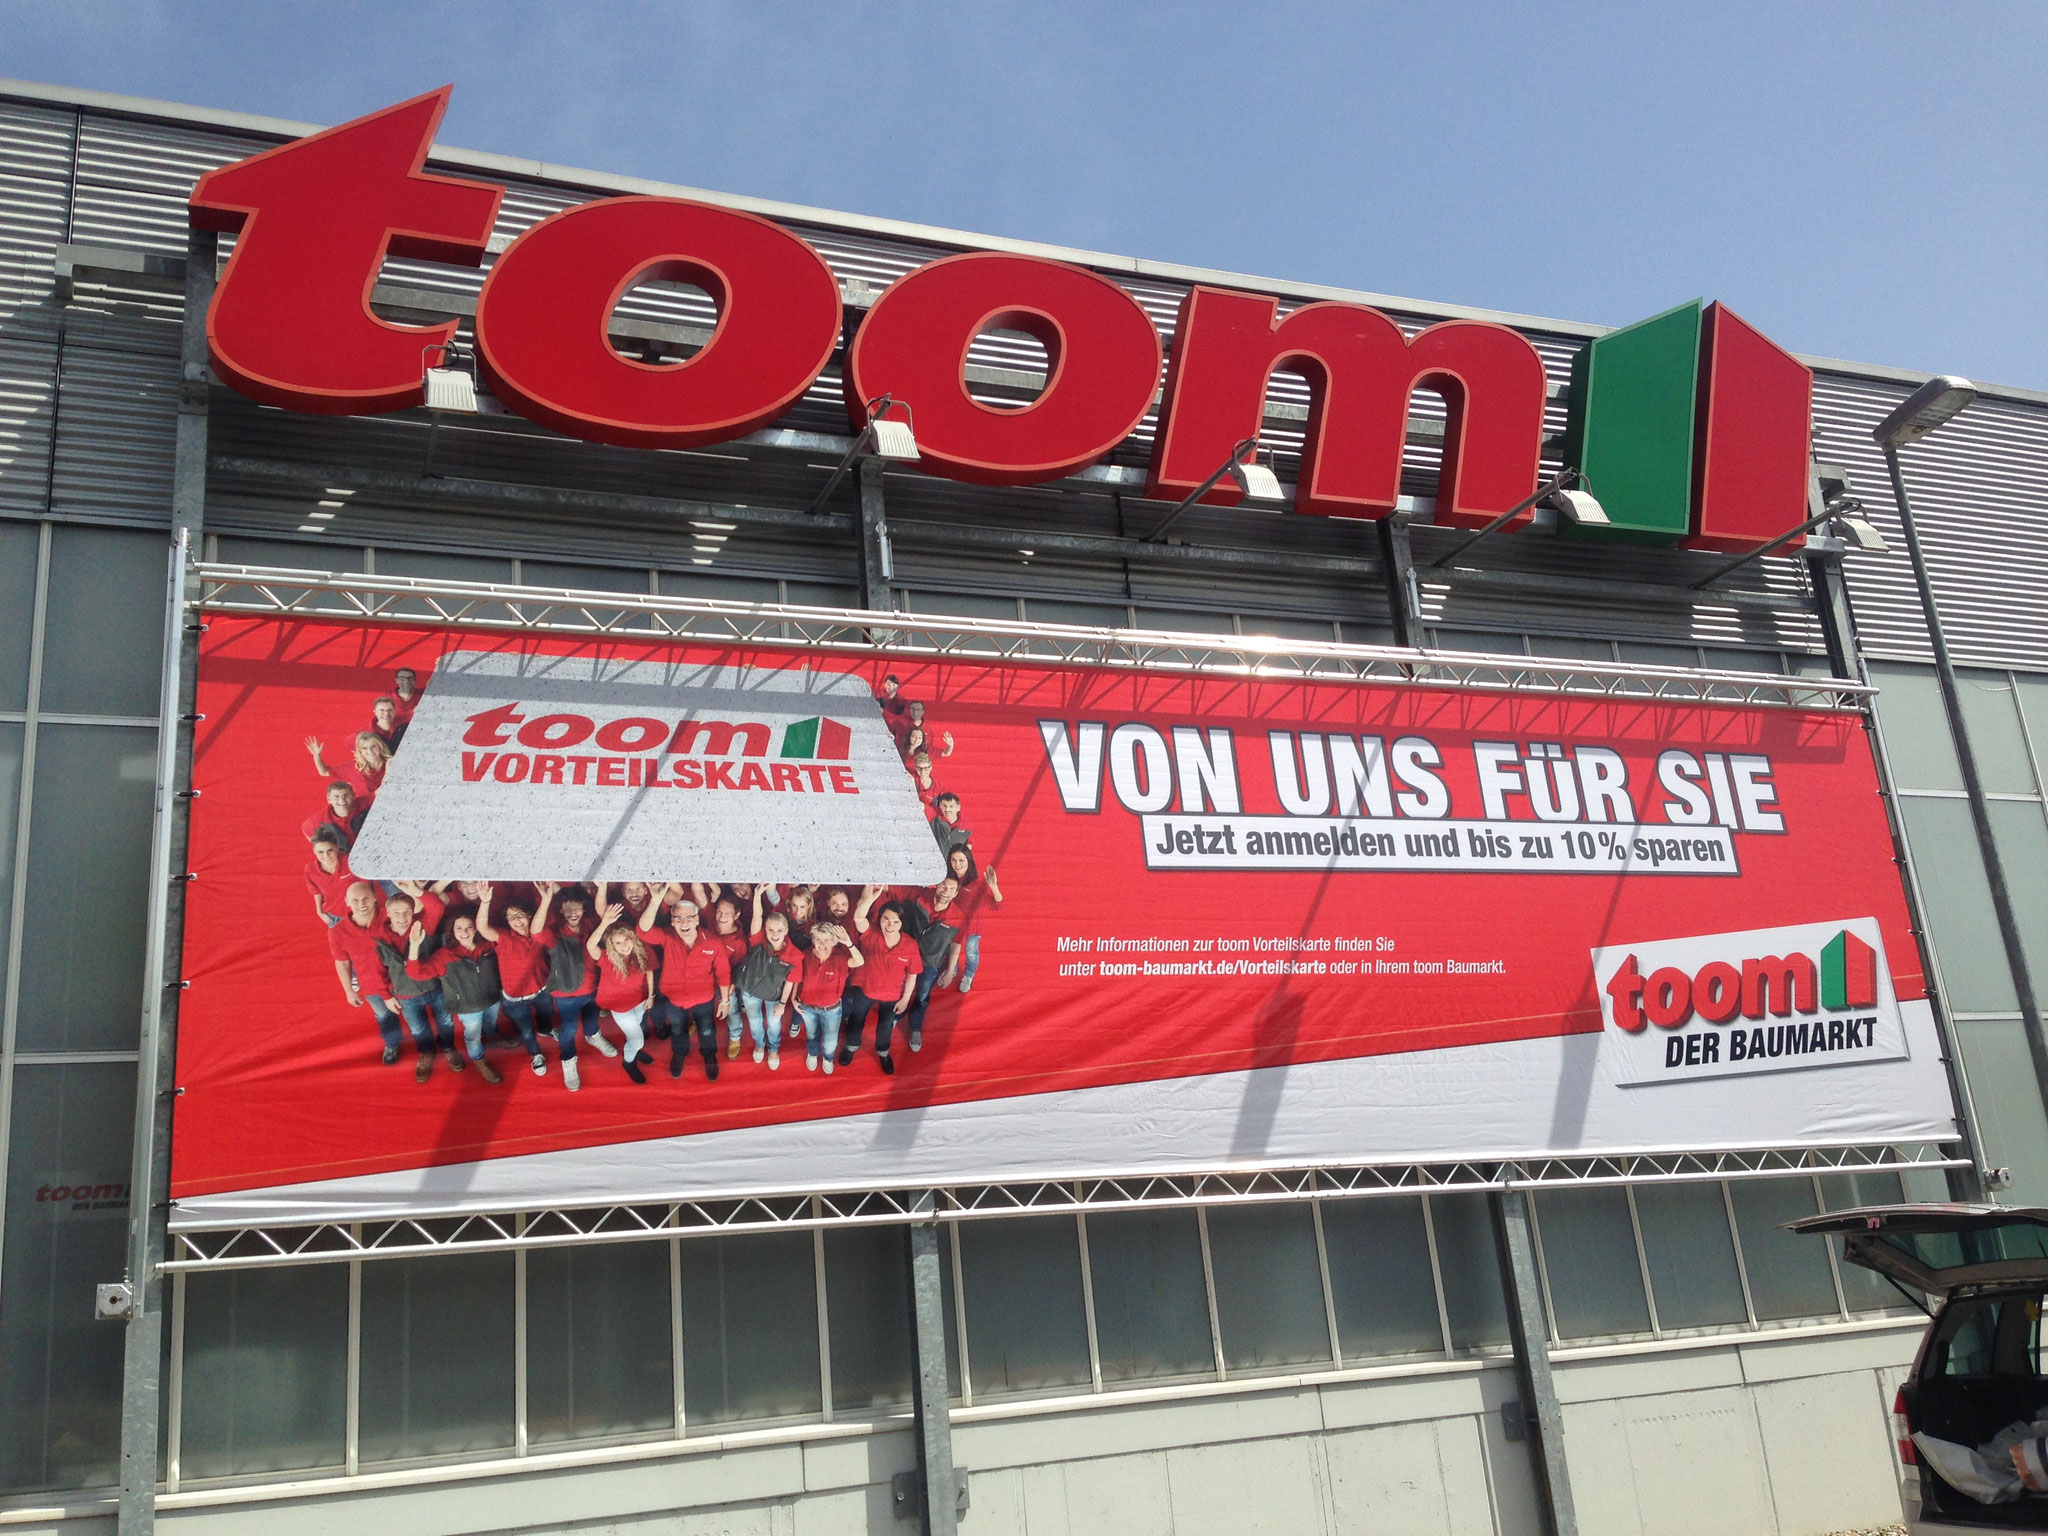 toom
toom
VORTEILSKARTE
VON UNS FÜR SIE
Jetzt anmelden und bis zu 10% sparen
Mehr Informationen zur toom Vorteilskarte finden Sie
unter toom-baumarkt.de/Vorteilskarte oder in Ihrem toom Baumarkt.
toom
DER BAUMARKT
toom
DER BAUMARKT